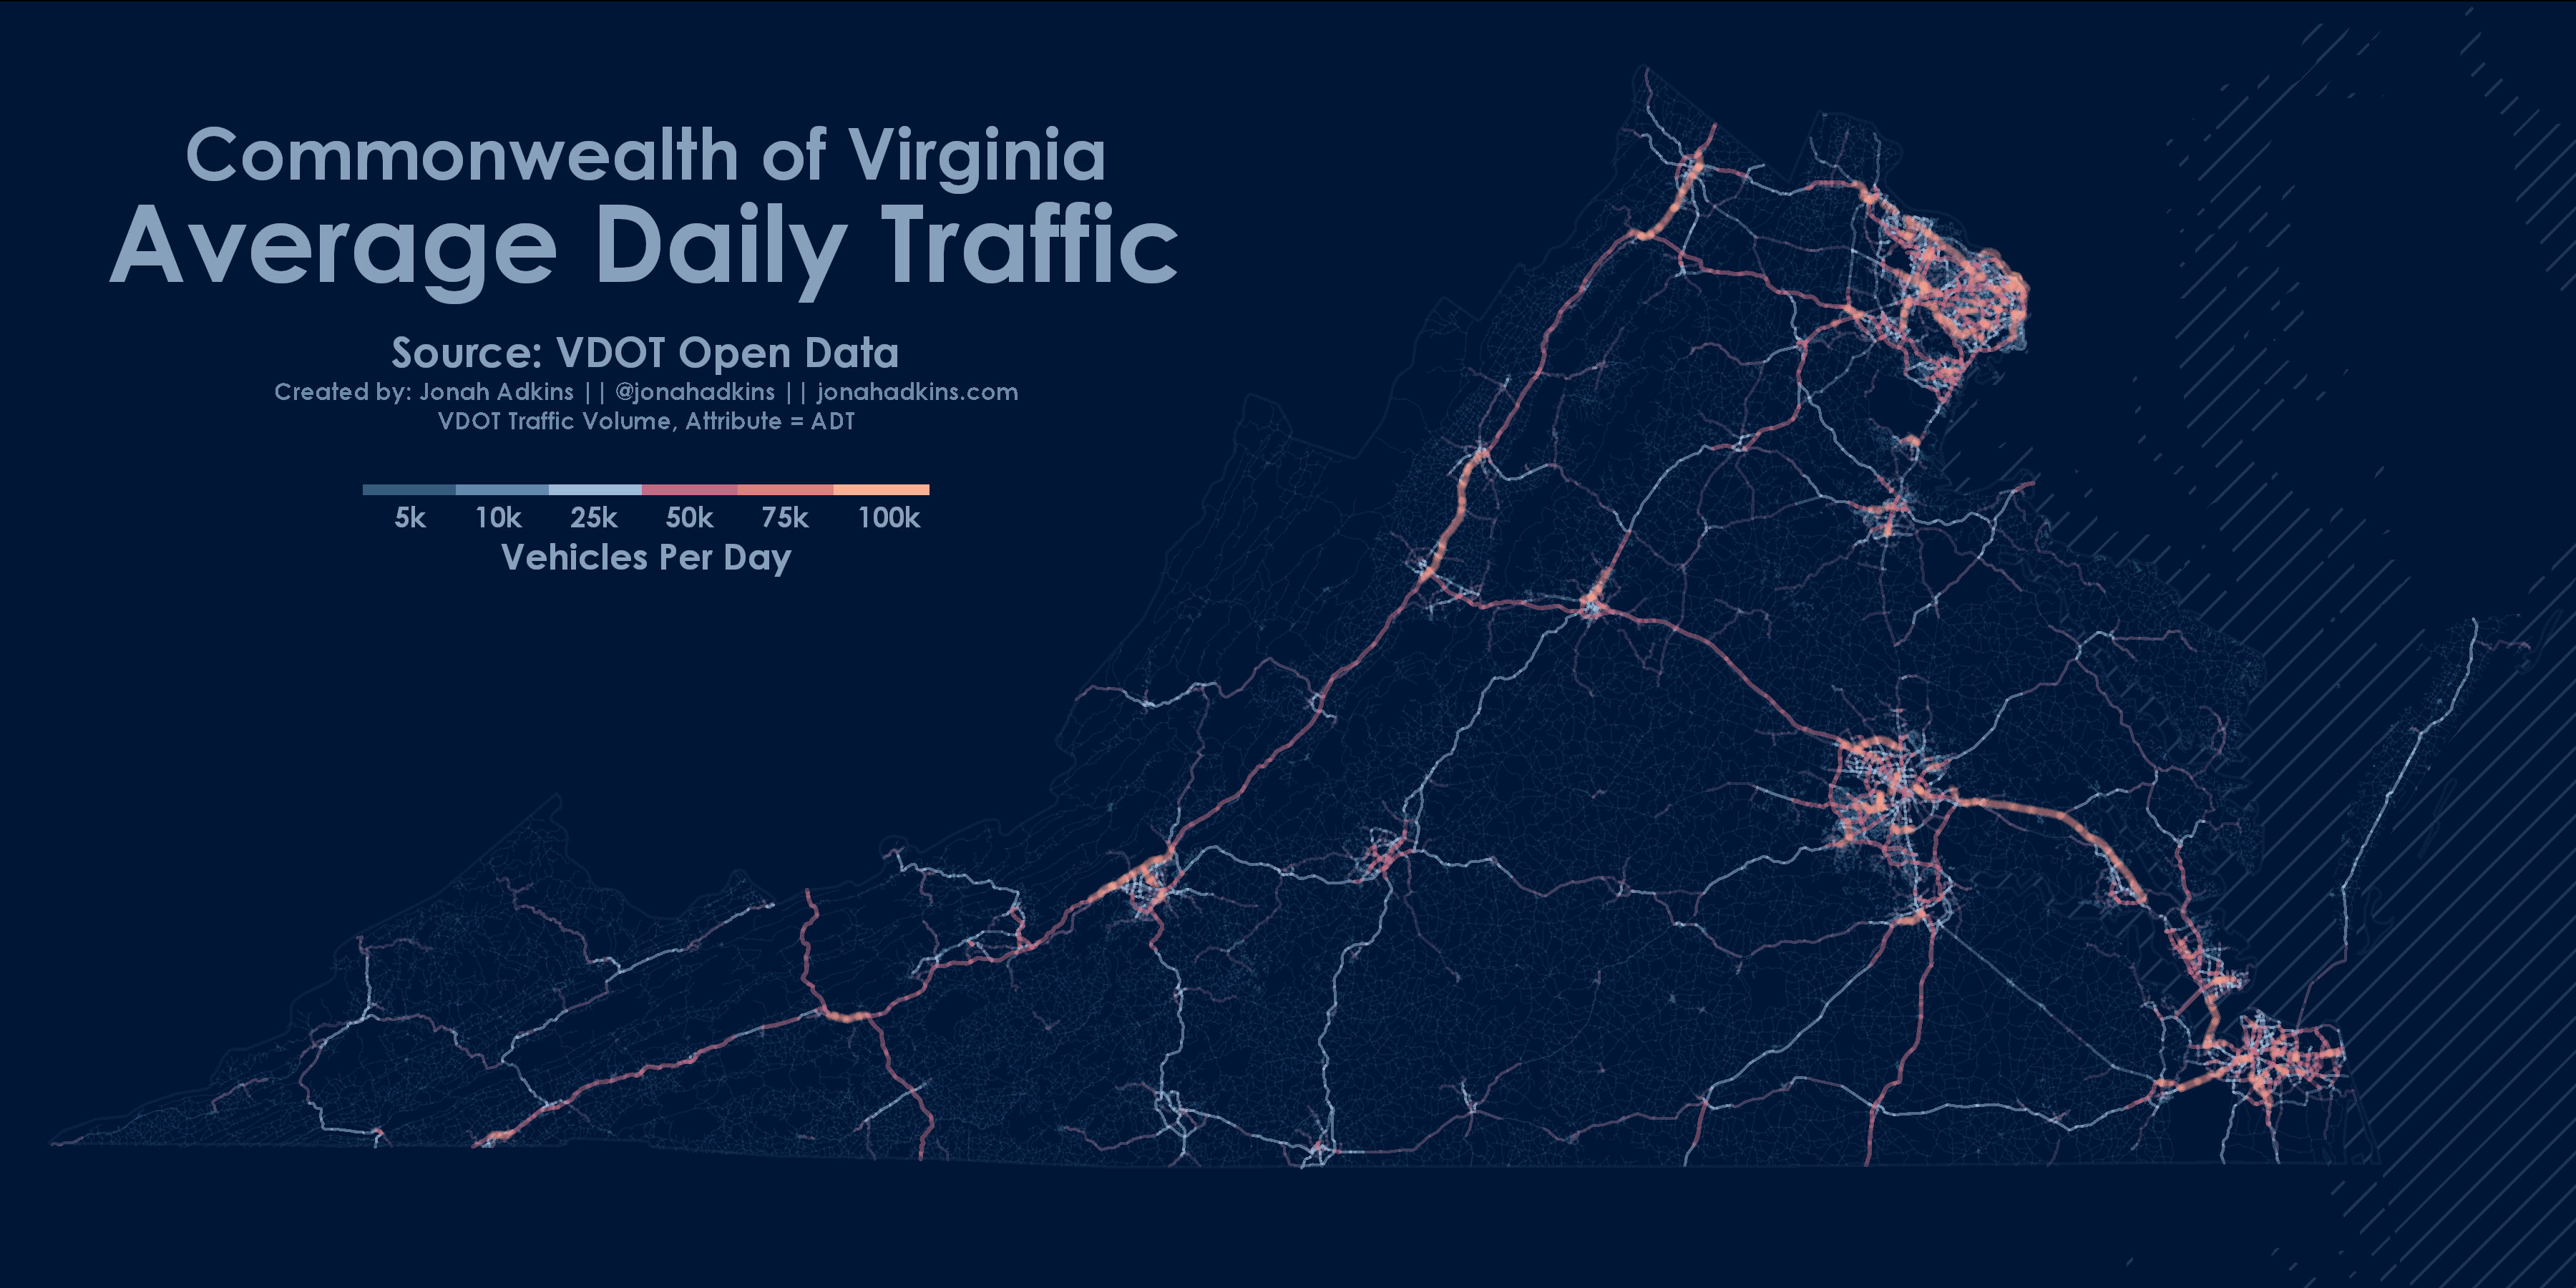 Commonwealth of Virginia
Average Daily Traffic
Source: VDOT Open Data
Created by: Jonah Adkins || @jonahadkins || jonahadkins.com
VDOT Traffic Volume, Attribute = ADT
5k 10k 25k 50k 75k 100k
Vehicles Per Day